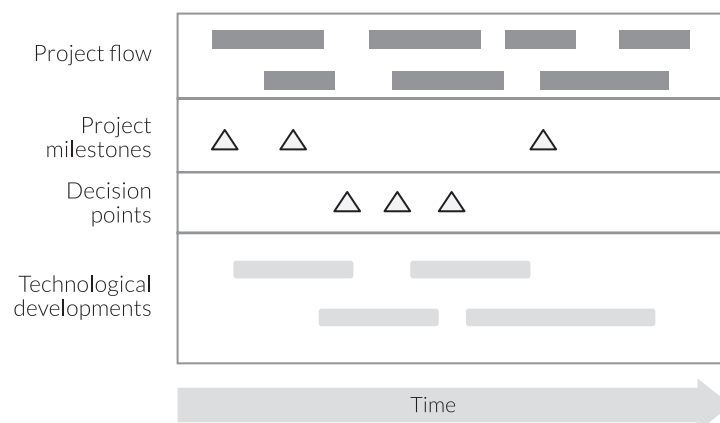 Project flow
Project
milestones
Decision
points
Technological
developments
Time